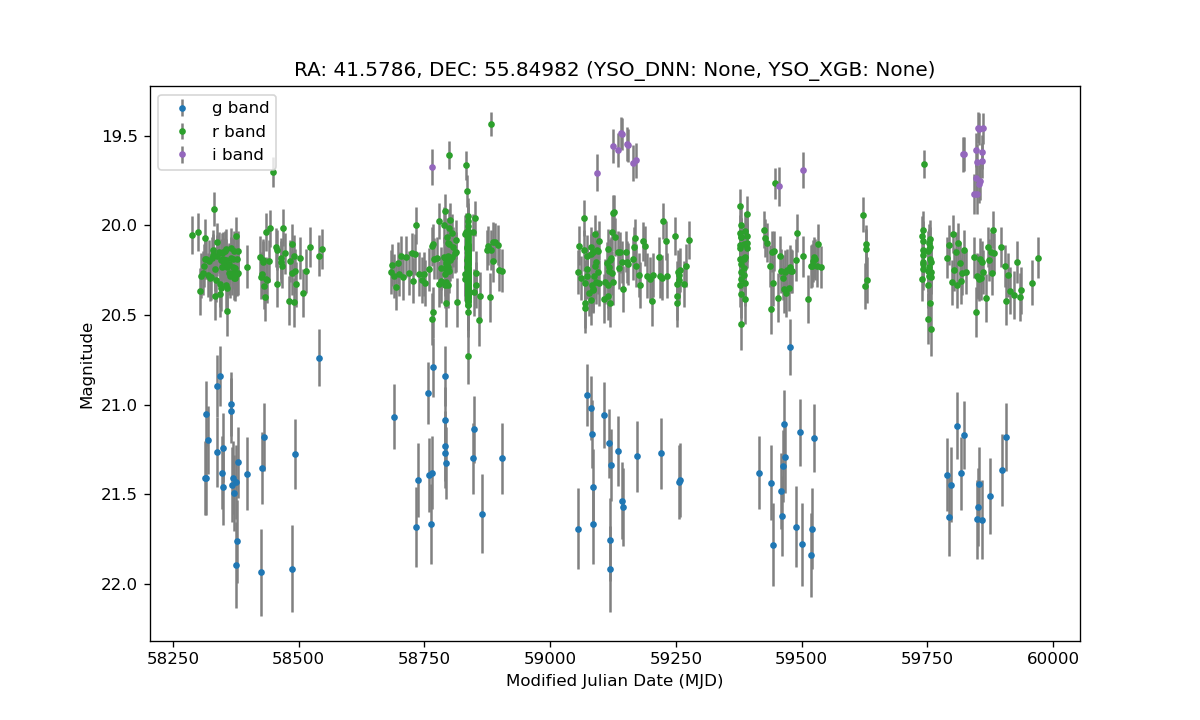 RA: 41.5786, DEC: 55.84982 (YSO_DNN: None, YSO_XGB: None)
g band
r band
i band
19.5
20.0
20.5
21.0
21.5
22.0
Magnitude
58250 58500 58750 59000 59250 59500 59750 60000
Modified Julian Date (MJD)